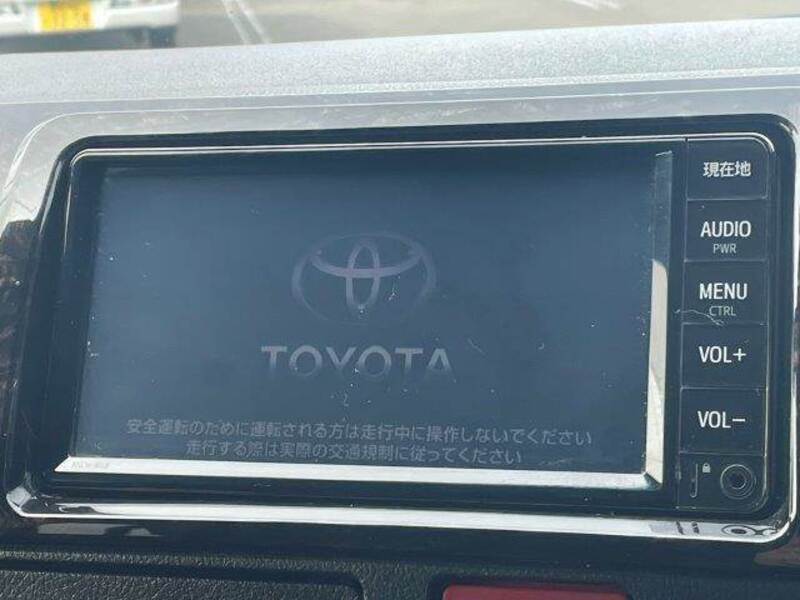 現在地
AUDIO
PWR
MENU
CTRL
VOL+
VOL-
TOYOTA
安全運転のために運転される方は走行中に操作しないでください
走行する際は実際の交通規制に従ってください